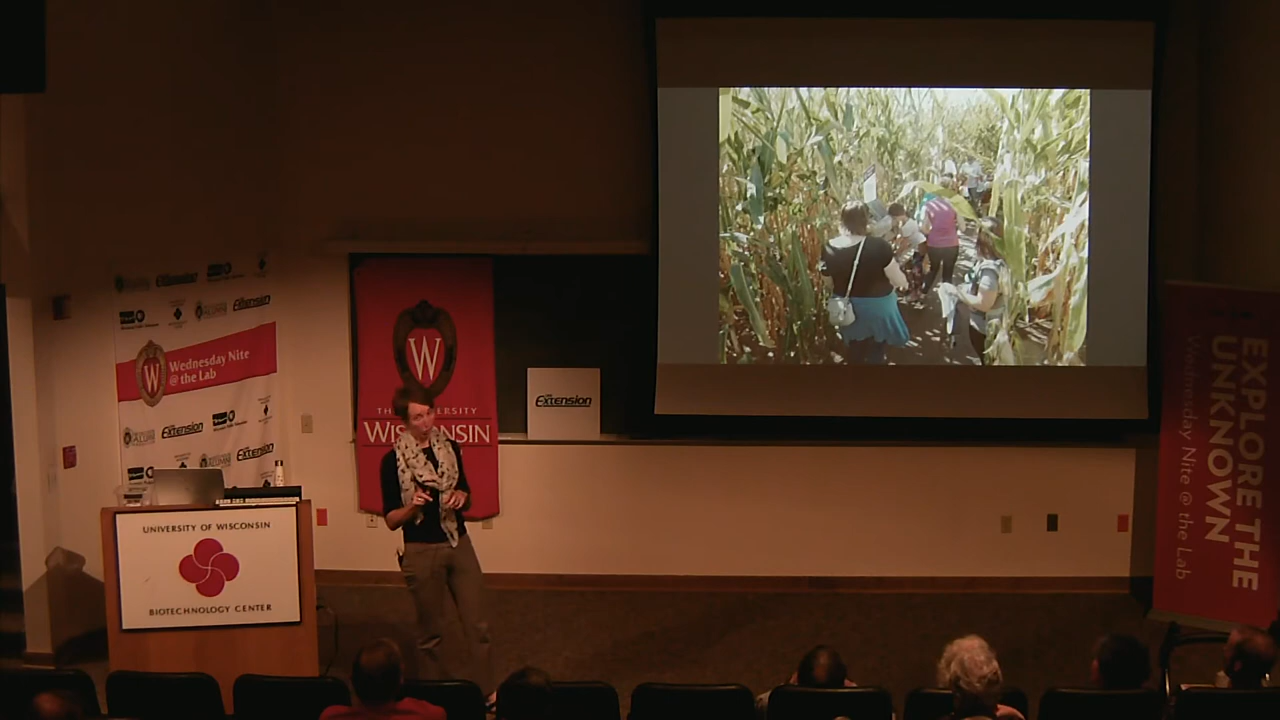 Extension
Extension
Wednesday Nite
@ the Lab
Extension
Extension
W
THE UNIVERSITY
WISCONSIN
Extension
UNIVERSITY OF WISCONSIN
BIOTECHNOLOGY CENTER
EXPLORE THE
UNKNOWN
Wednesday Nite @ the Lab